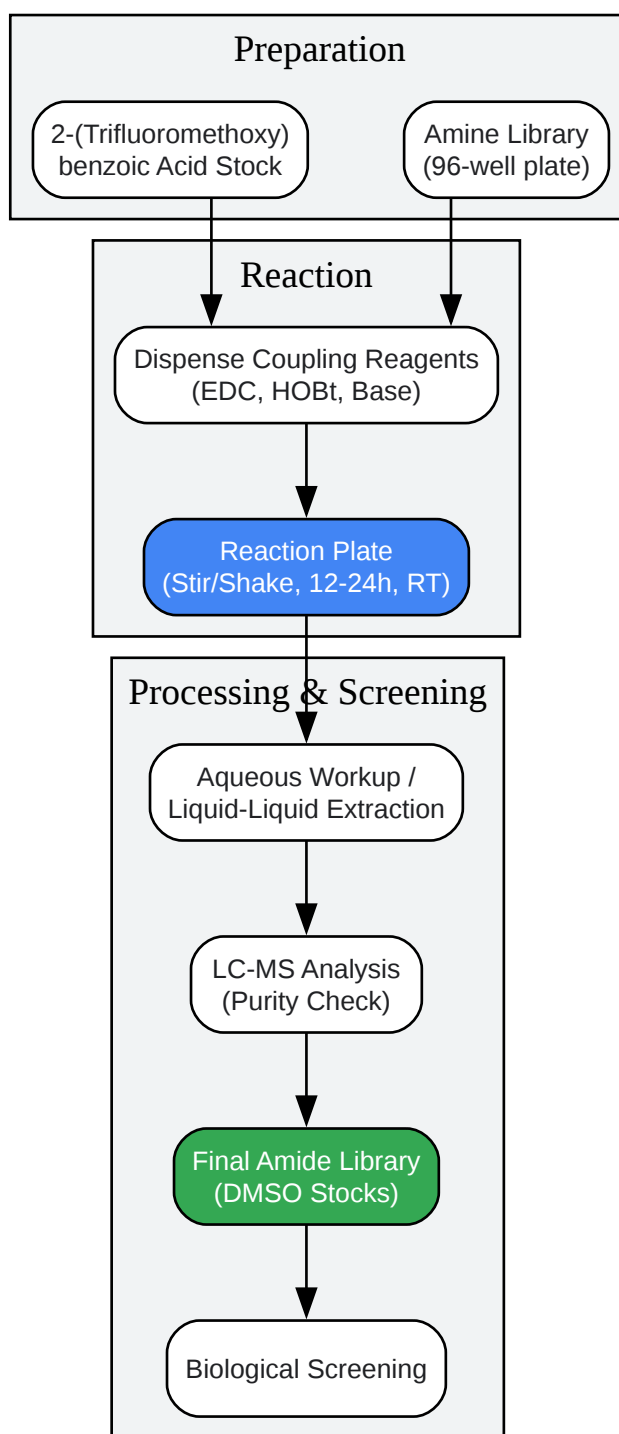 Preparation
2-(Trifluoromethoxy)
benzoic Acid Stock
Amine Library
(96-well plate)
Reaction
Dispense Coupling Reagents
(EDC, HOBt, Base)
Reaction Plate
(Stir/Shake, 12-24h, RT)
Processing & Screening
Aqueous Workup /
Liquid-Liquid Extraction
LC-MS Analysis
(Purity Check)
Final Amide Library
(DMSO Stocks)
Biological Screening